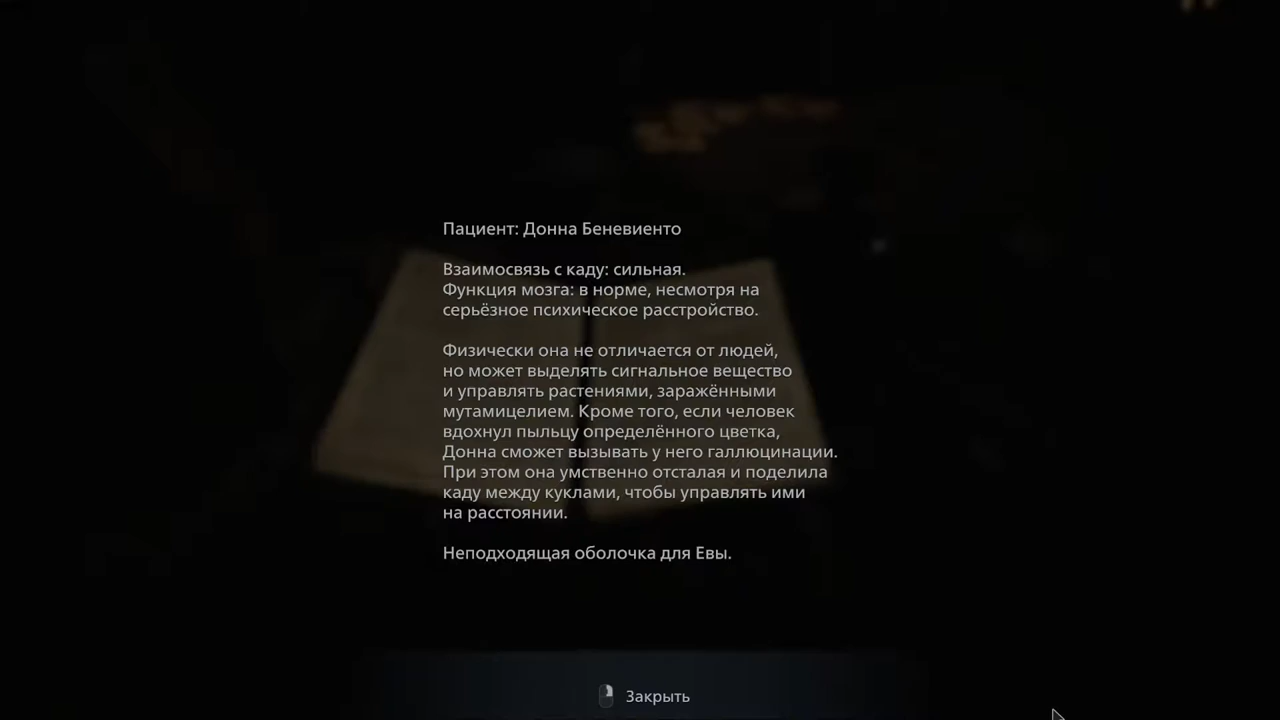 Пациент: Донна Беневиенто
Взаимосвязь с каду: сильная.
Функция мозга: в норме, несмотря на
серьёзное психическое расстройство.
Физически она не отличается от людей,
но может выделять сигнальное вещество
и управлять растениями, заражёнными
мутамицелием. Кроме того, если человек
вдохнул пыльцу определённого цветка,
Донна сможет вызывать у него галлюцинации.
При этом она умственно отсталая и поделила
каду между куклами, чтобы управлять ими
на расстоянии.
Неподходящая оболочка для Евы.
Закрыть